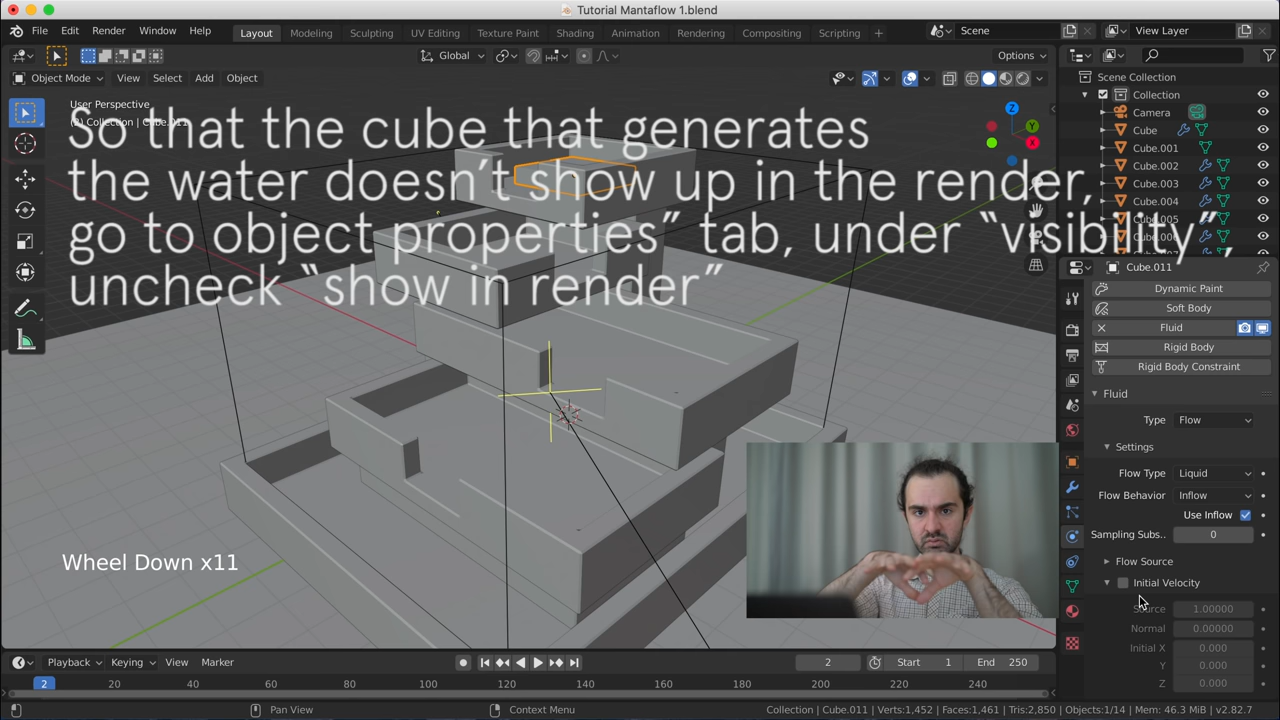 Tutorial Mantaflow 1.blend
File Edit Render Window Help
Layout Modeling Sculpting UV Editing Texture Paint Shading Animation Rendering Compositing Scripting +
Scene
View Layer
Global
Options
Object Mode View Select Add Object
User Perspective
Collection | Cube.011
So that the cube that generates
the water doesn't show up in the render,
go to object properties” tab, under “visibility”,
uncheck “show in render”
Z
Y
X
Scene Collection
Collection
Camera
Cube
Cube.001
Cube.002
Cube.003
Cube.004
Cube.005
Cube.011
Dynamic Paint
Soft Body
Fluid
Rigid Body
Rigid Body Constraint
Fluid
Type Flow
Settings
Flow Type Liquid
Flow Behavior Inflow
Use Inflow
Sampling Subs.. 0
Flow Source
Initial Velocity
Source 1.00000
Normal 0.00000
Initial X 0.000
Y 0.000
Z 0.000
Wheel Down x11
Playback Keying View Marker
2
Start 1
End 250
2 20 40 60 80 100 120 140 160 180 200 220 240
Pan View
Context Menu
Collection | Cube.011 | Verts:1,452 | Faces:1,461 | Tris:2,850 | Objects:1/14 | Mem: 46.3 MiB | v2.82.7